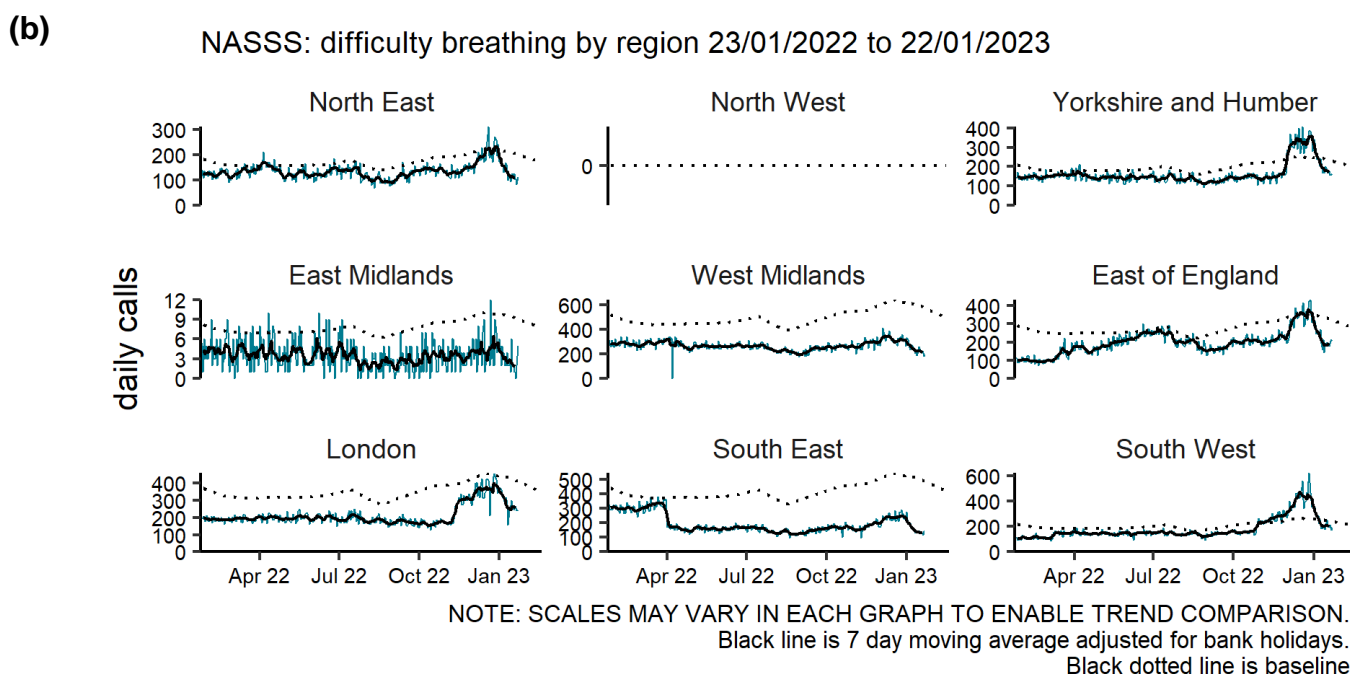 (b)
NASSS: difficulty breathing by region 23/01/2022 to 22/01/2023
daily calls
North East
300
200
100
0
North West
0
Yorkshire and Humber
400
300
200
100
0
East Midlands
12
9
6
3
0
West Midlands
600
400
200
0
East of England
400
300
200
100
0
London
400
300
200
100
0
Apr 22 Jul 22 Oct 22 Jan 23
South East
500
400
300
200
100
0
Apr 22 Jul 22 Oct 22 Jan 23
South West
600
400
200
0
Apr 22 Jul 22 Oct 22 Jan 23
NOTE: SCALES MAY VARY IN EACH GRAPH TO ENABLE TREND COMPARISON.
Black line is 7 day moving average adjusted for bank holidays.
Black dotted line is baseline